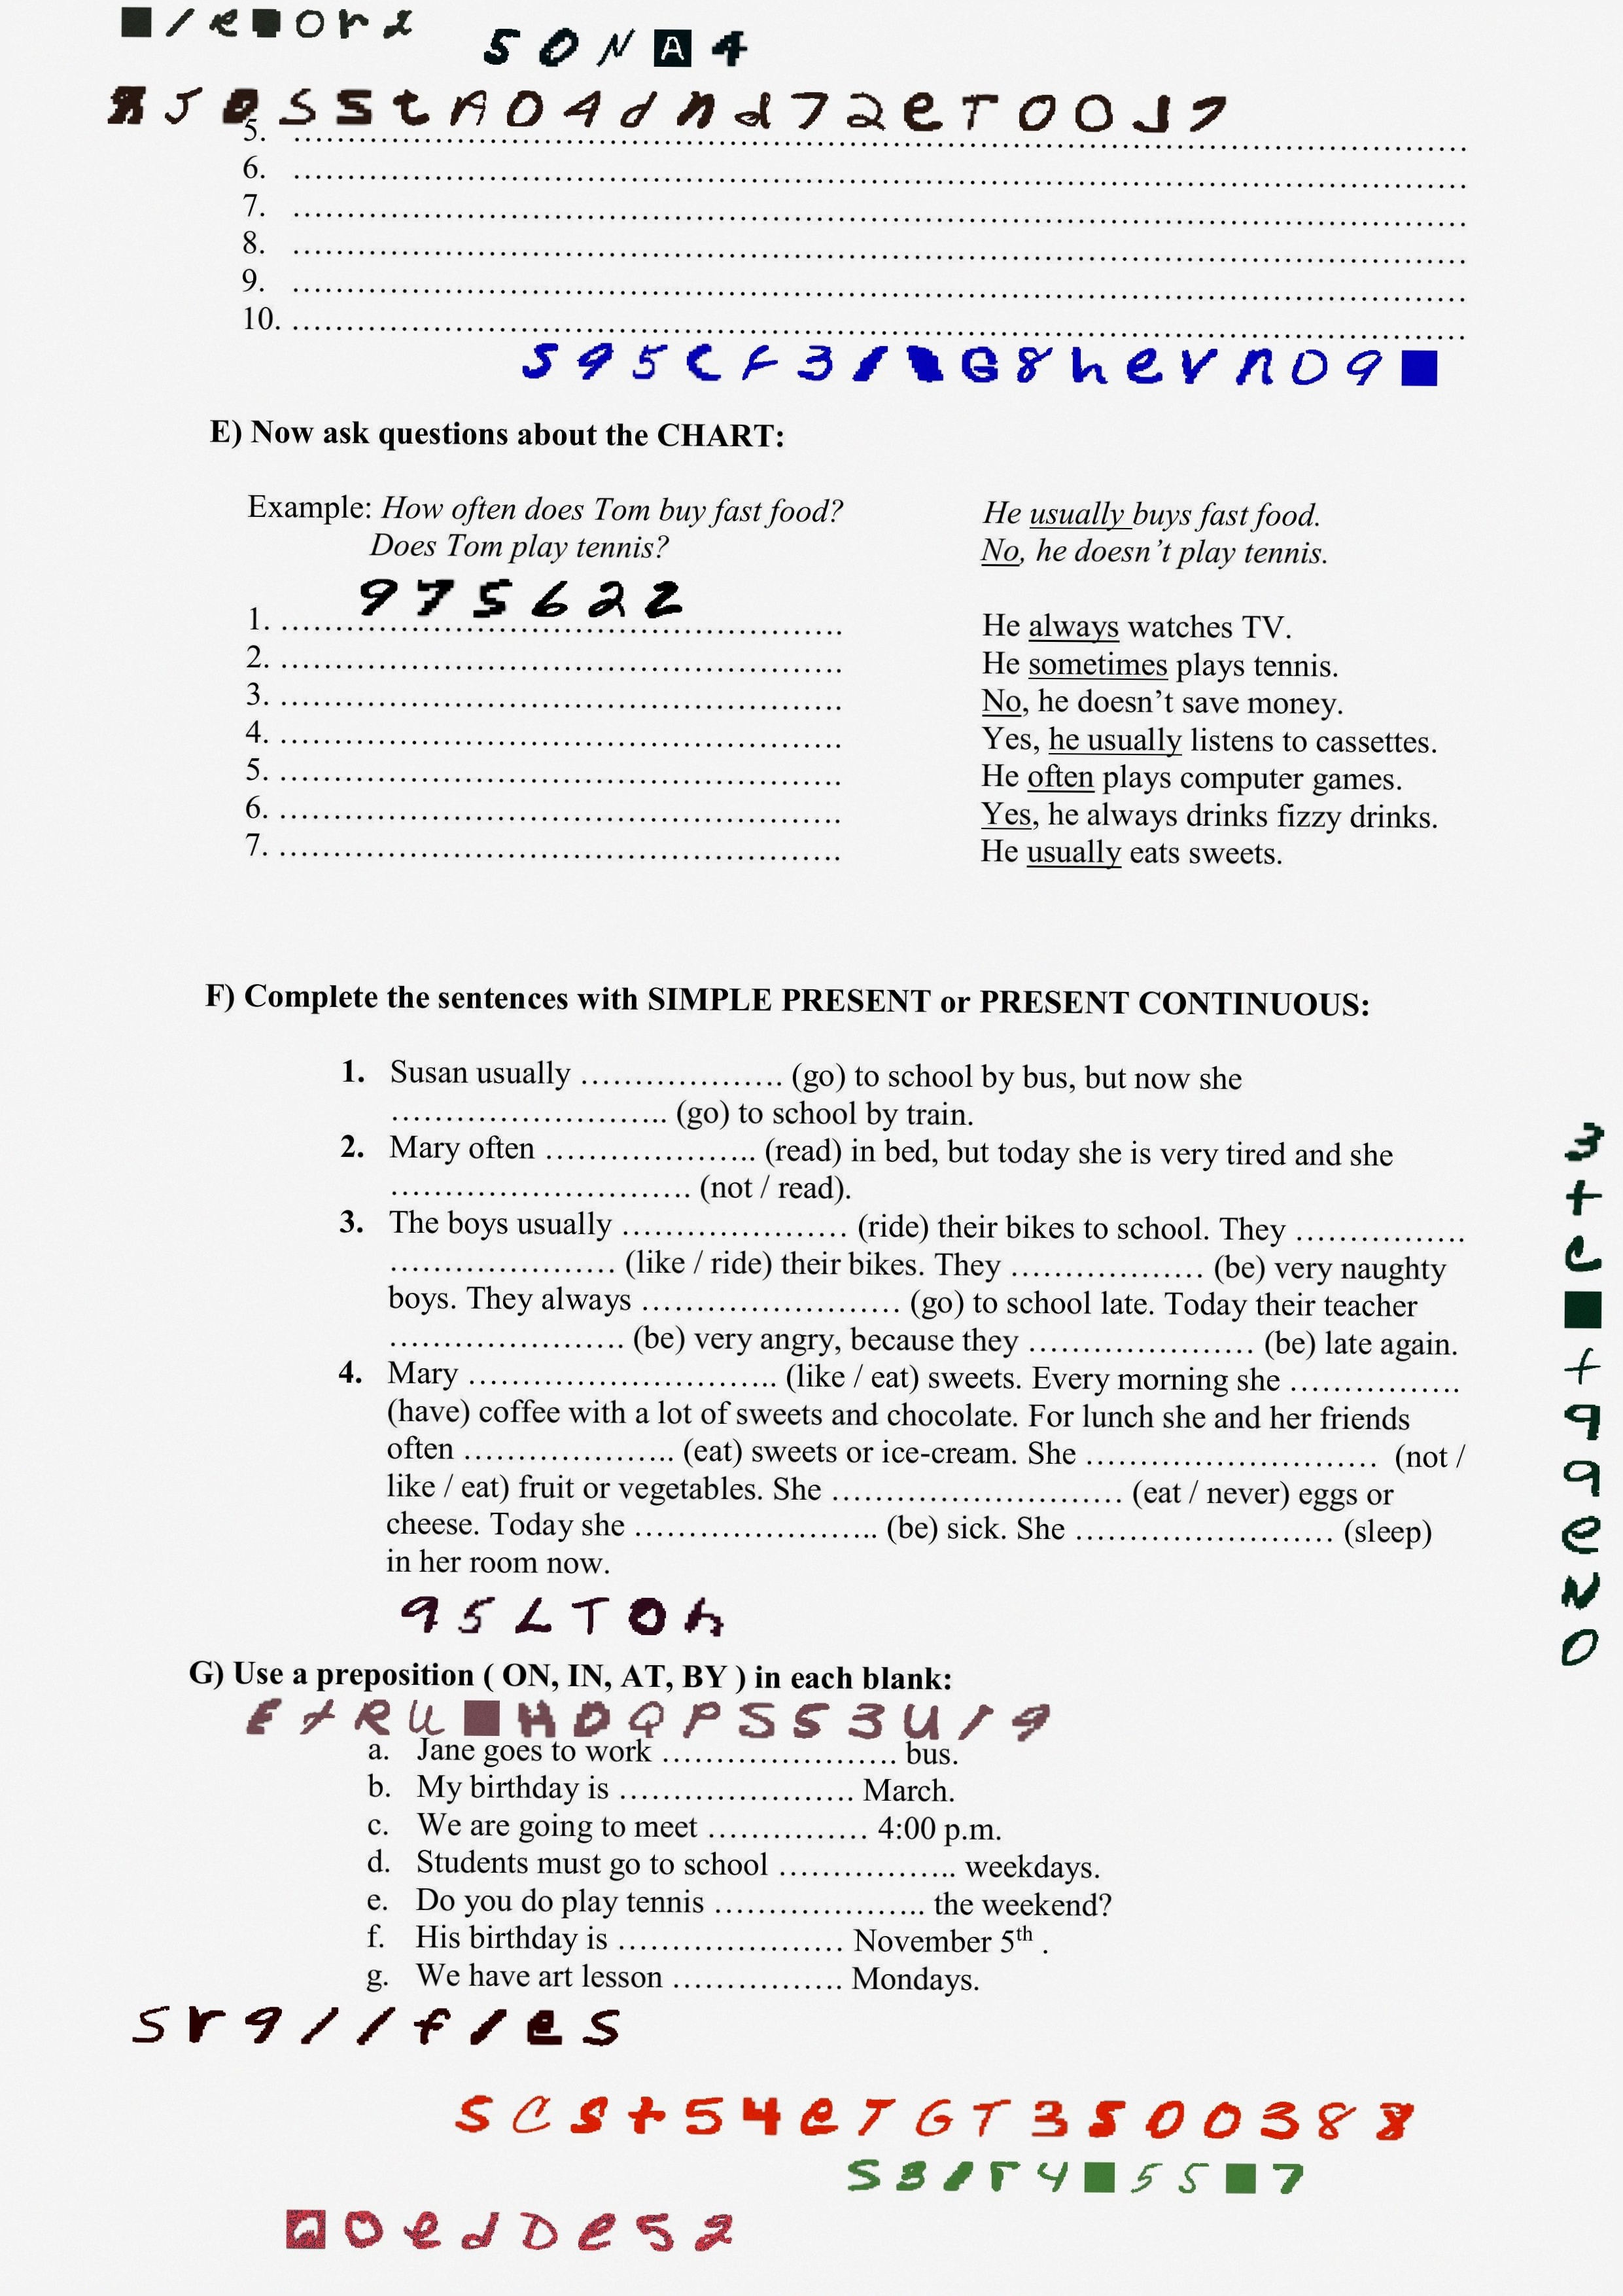 50NA4
5. ……………………………………………………………………………………
6. ……………………………………………………………………………………
7. ……………………………………………………………………………………
8. ……………………………………………………………………………………
9. ……………………………………………………………………………………
10. ……………………………………………………………………………………
E) Now ask questions about the CHART:
Example: How often does Tom buy fast food? He usually buys fast food.
Does Tom play tennis? No, he doesn't play tennis.
975622
1. …………………………………………………….. He always watches TV.
2. …………………………………………………….. He sometimes plays tennis.
3. …………………………………………………….. No, he doesn't save money.
4. …………………………………………………….. Yes, he usually listens to cassettes.
5. …………………………………………………….. He often plays computer games.
6. …………………………………………………….. Yes, he always drinks fizzy drinks.
7. …………………………………………………….. He usually eats sweets.
F) Complete the sentences with SIMPLE PRESENT or PRESENT CONTINUOUS:
1. Susan usually …………………. (go) to school by bus, but now she
………………………... (go) to school by train.
2. Mary often ………………….. (read) in bed, but today she is very tired and she
…………………………... (not / read).
3. The boys usually …………………… (ride) their bikes to school. They ……………..
…………………… (like / ride) their bikes. They ………………… (be) very naughty
boys. They always ………………………. (go) to school late. Today their teacher
……………………. (be) very angry, because they …………………… (be) late again.
4. Mary ……………………………. (like / eat) sweets. Every morning she ……………..
(have) coffee with a lot of sweets and chocolate. For lunch she and her friends
often ………………….. (eat) sweets or ice-cream. She …………………………. (not /
like / eat) fruit or vegetables. She …………………………. (eat / never) eggs or
cheese. Today she …………………….. (be) sick. She ………………………. (sleep)
in her room now.
95LTOh
G) Use a preposition ( ON, IN, AT, BY ) in each blank:
a. Jane goes to work ……………………. bus.
b. My birthday is ……………………. March.
c. We are going to meet ……………. 4:00 p.m.
d. Students must go to school ………………. weekdays.
e. Do you do play tennis ………………….. the weekend?
f. His birthday is …………………… November 5th .
g. We have art lesson ……………… Mondays.
Sr9//f/es
SCS+54eTGT3500388